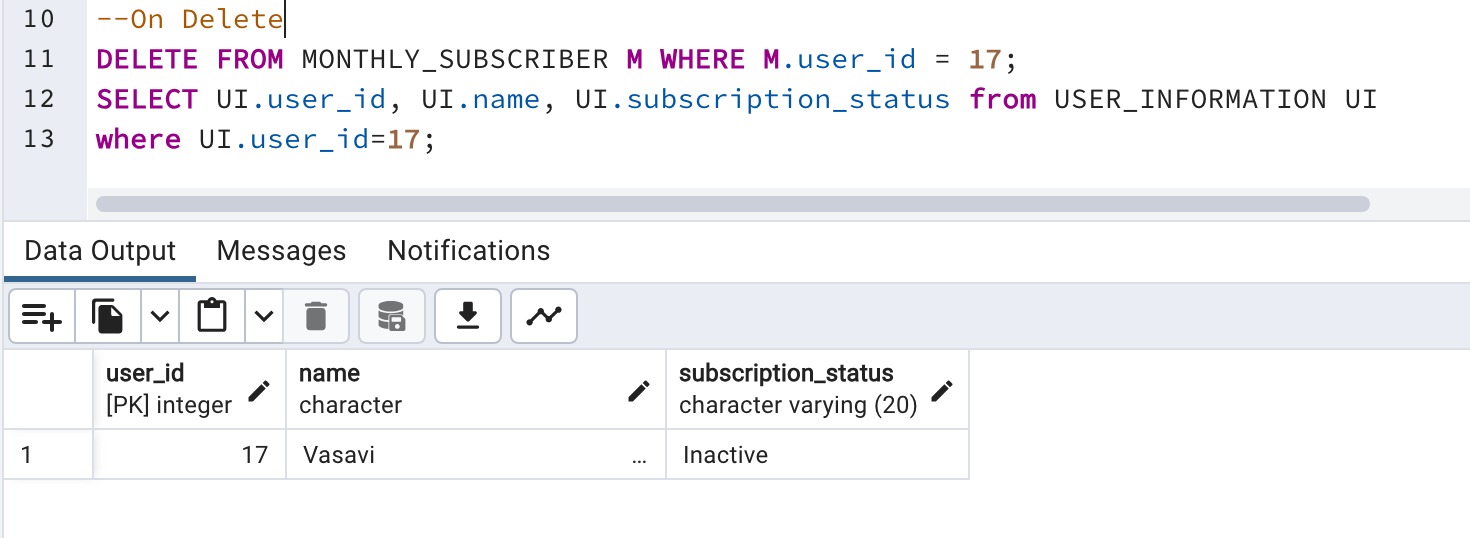 10 --On Delete
11 DELETE FROM MONTHLY_SUBSCRIBER M WHERE M.user_id = 17;
12 SELECT UI.user_id, UI.name, UI.subscription_status from USER_INFORMATION UI
13 where UI.user_id=17;
Data Output Messages Notifications
user_id name subscription_status
[PK] integer character character varying (20)
1 17 Vasavi ... Inactive